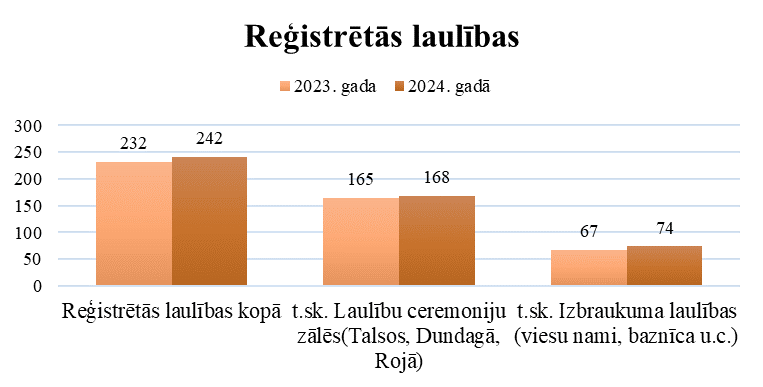 Reģistrētās laulības
2023. gada 2024. gadā
300
250
200
150
100
50
0
232 242
165 168
67 74
Reģistrētās laulības kopā
t.sk. Laulību ceremoniju
zālēs(Talsos, Dundagā,
Rojā)
t.sk. Izbraukuma laulības
(viesu nami, baznīca u.c.)